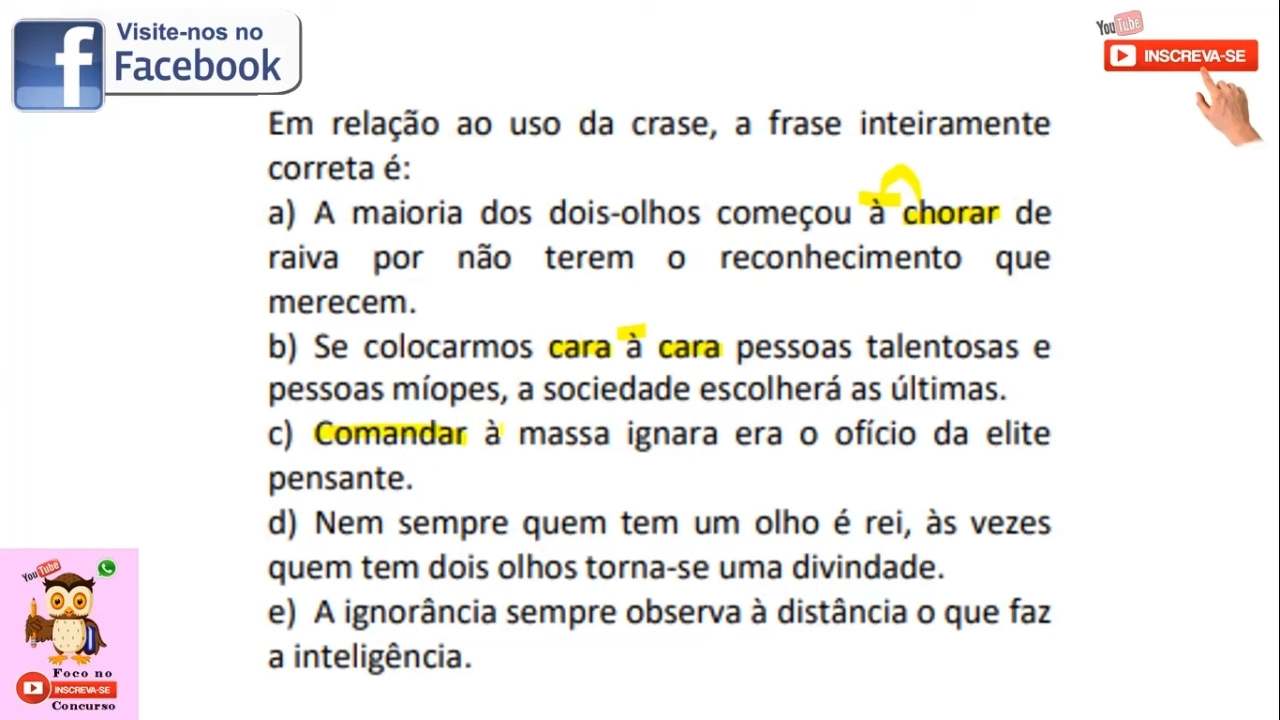 Visite-nos no
Facebook
YouTube
INSCREVA-SE
Em relação ao uso da crase, a frase inteiramente
correta é:
a) A maioria dos dois-olhos começou à chorar de
raiva por não terem o reconhecimento que
merecem.
b) Se colocarmos cara à cara pessoas talentosas e
pessoas míopes, a sociedade escolherá as últimas.
c) Comandar à massa ignara era o ofício da elite
pensante.
d) Nem sempre quem tem um olho é rei, às vezes
quem tem dois olhos torna-se uma divindade.
e) A ignorância sempre observa à distância o que faz
a inteligência.
YouTube
Foco no
INSCREVA-SE
Concurso